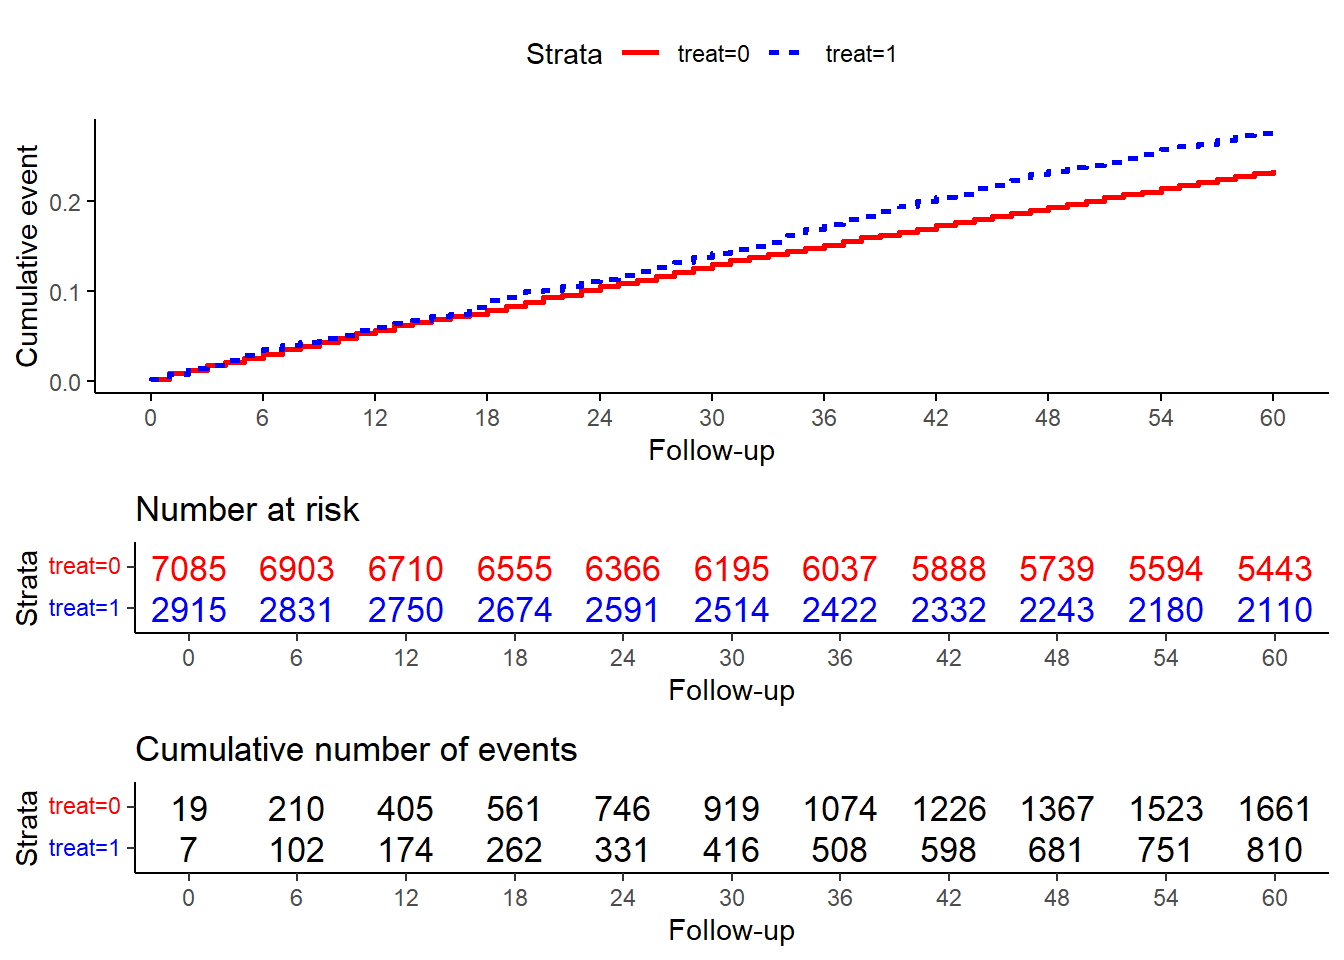 Strata treat=0 treat=1
Cumulative event
0.2
0.1
0.0
0 6 12 18 24 30 36 42 48 54 60
Follow-up
Number at risk
Strata
treat=0 7085 6903 6710 6555 6366 6195 6037 5888 5739 5594 5443
treat=1 2915 2831 2750 2674 2591 2514 2422 2332 2243 2180 2110
0 6 12 18 24 30 36 42 48 54 60
Follow-up
Cumulative number of events
Strata
treat=0 19 210 405 561 746 919 1074 1226 1367 1523 1661
treat=1 7 102 174 262 331 416 508 598 681 751 810
0 6 12 18 24 30 36 42 48 54 60
Follow-up